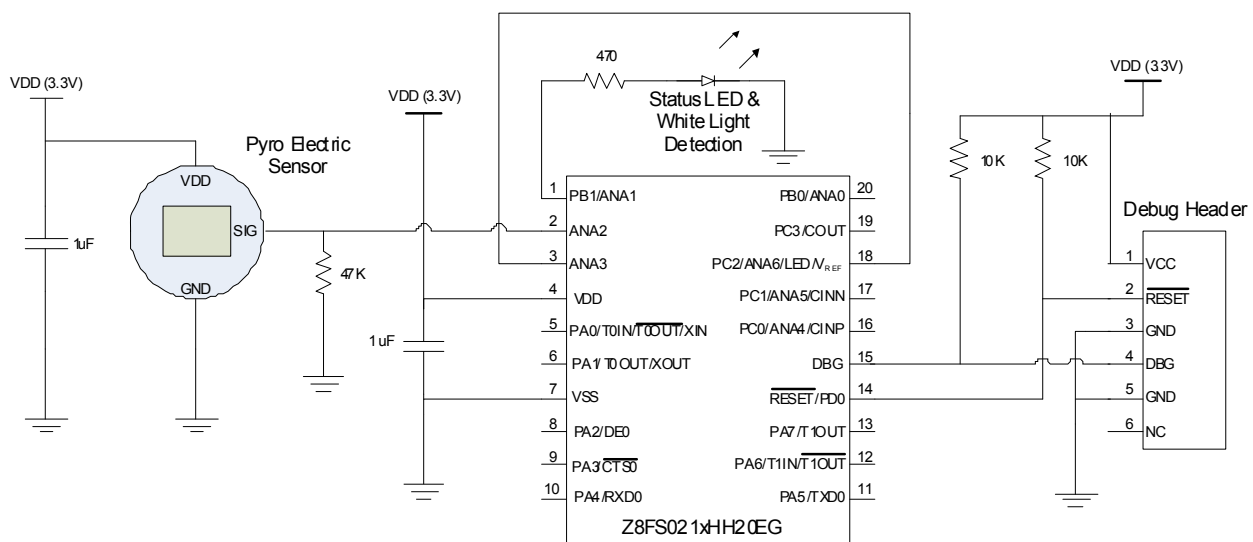 VDD (3.3V)
Pyro Electric
Sensor
VDD
SIG
GND
1uF
47K
VDD (3.3V)
1uF
470
Status LED &
White Light
Detection
1 PB1/ANA1
2 ANA2
3 ANA3
4 VDD
5 PA0/T0IN/T0OUT/XIN
6 PA1/T0OUT/XOUT
7 VSS
8 PA2/DE0
9 PA3/CTS0
10 PA4/RXD0
PB0/ANA0 20
PC3/COUT 19
PC2/ANA6/LED/VREF 18
PC1/ANA5/CINN 17
PC0/ANA4/CINP 16
DBG 15
RESET/PD0 14
PA7/T1OUT 13
PA6/T1IN/T1OUT 12
PA5/TXD0 11
Z8FS021xHH20EG
VDD (3.3V)
10K
10K
Debug Header
1 VCC
2 RESET
3 GND
4 DBG
5 GND
6 NC